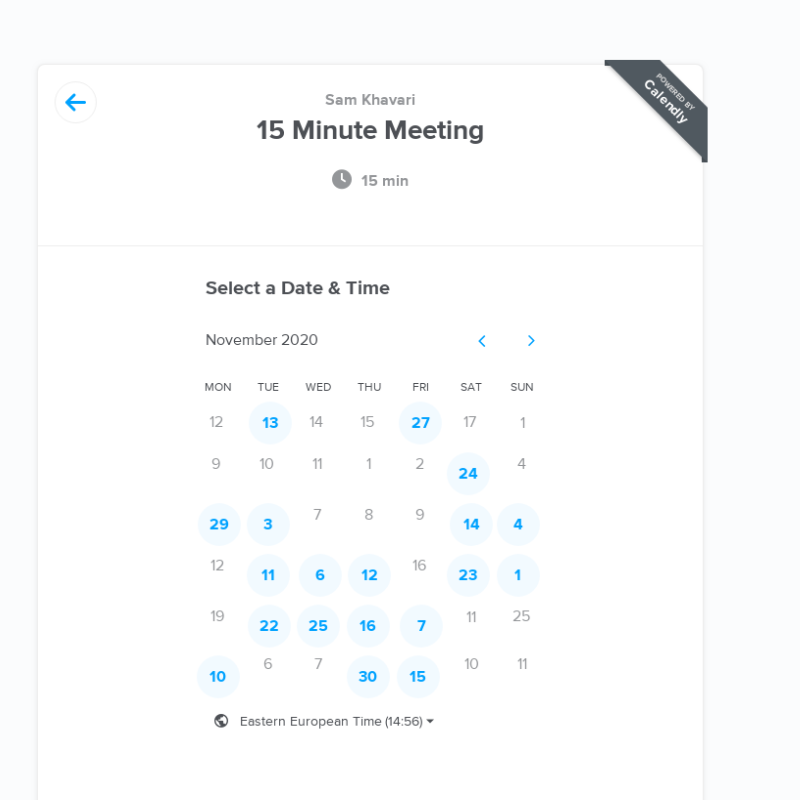 POWERED BY
Calendly
Sam Khavari
15 Minute Meeting
15 min
Select a Date & Time
November 2020
MON TUE WED THU FRI SAT SUN
12 13 14 15 27 17 1
9 10 11 1 2 24 4
29 3 7 8 9 14 4
12 11 6 12 16 23 1
19 22 25 16 7 11 25
10 6 7 30 15 10 11
Eastern European Time (14:56)